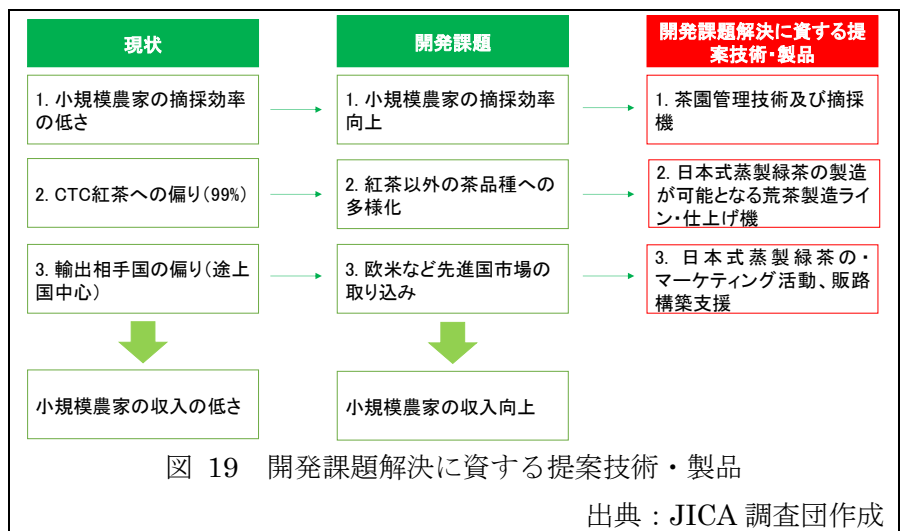 現状
開発課題
開発課題解決に資する提
案技術・製品
1. 小規模農家の摘採効率
の低さ
1. 小規模農家の摘採効率
向上
1. 茶園管理技術及び摘採
機
2. CTC紅茶への偏り(99%)
2. 紅茶以外の茶品種への
多様化
2. 日本式蒸製緑茶の製造
が可能となる荒茶製造ライ
ン・仕上げ機
3. 輸出相手国の偏り(途上
国中心)
3. 欧米など先進国市場の
取り込み
3. 日本式蒸製緑茶の・
マーケティング活動、販路
構築支援
小規模農家の収入の低さ
小規模農家の収入向上
図 19 開発課題解決に資する提案技術・製品
出典：JICA 調査団作成